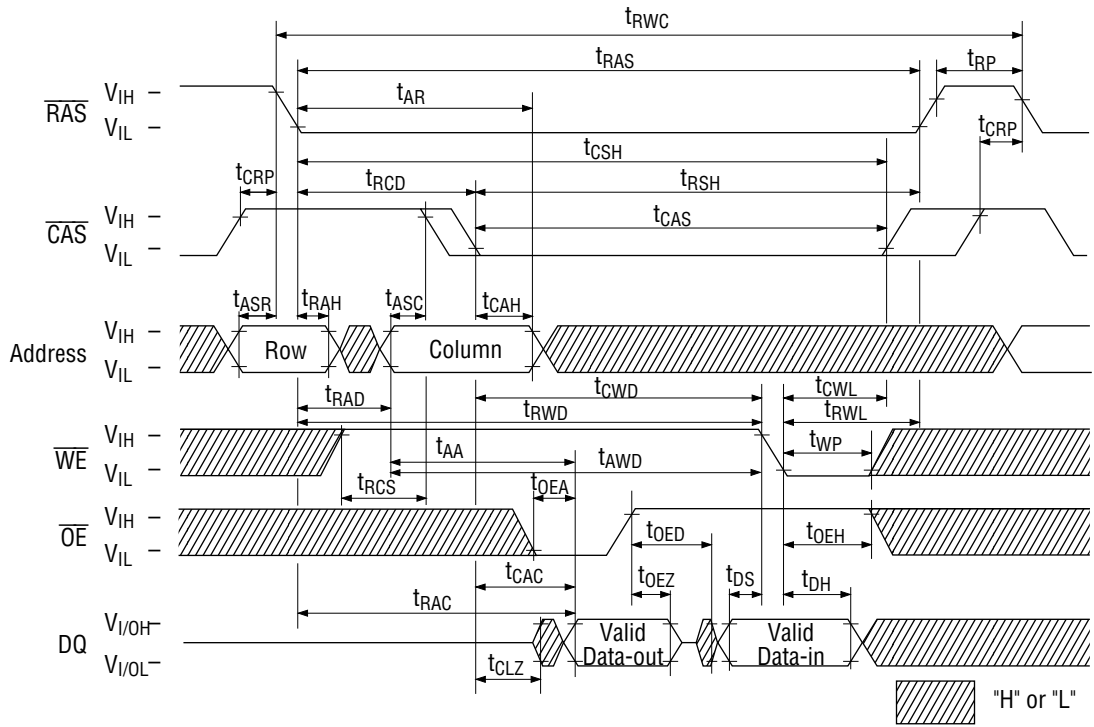 tRWC
tRAS
tRP
tAR
RAS
VIH –
VIL –
tCRP
tCSH
tCRP
tRCD
tRSH
CAS
VIH –
VIL –
tCAS
tASR
tRAH
tASC
tCAH
Address
VIH –
VIL –
Row
Column
tRAD
tCWD
tCWL
tRWD
tRWL
WE
VIH –
VIL –
tAA
tWP
tAWD
tRCS
tOEA
OE
VIH –
VIL –
tOED
tOEH
tCAC
tOEZ
tDS
tDH
tRAC
DQ
VI/OH –
VI/OL –
Valid
Data-out
Valid
Data-in
tCLZ
"H" or "L"